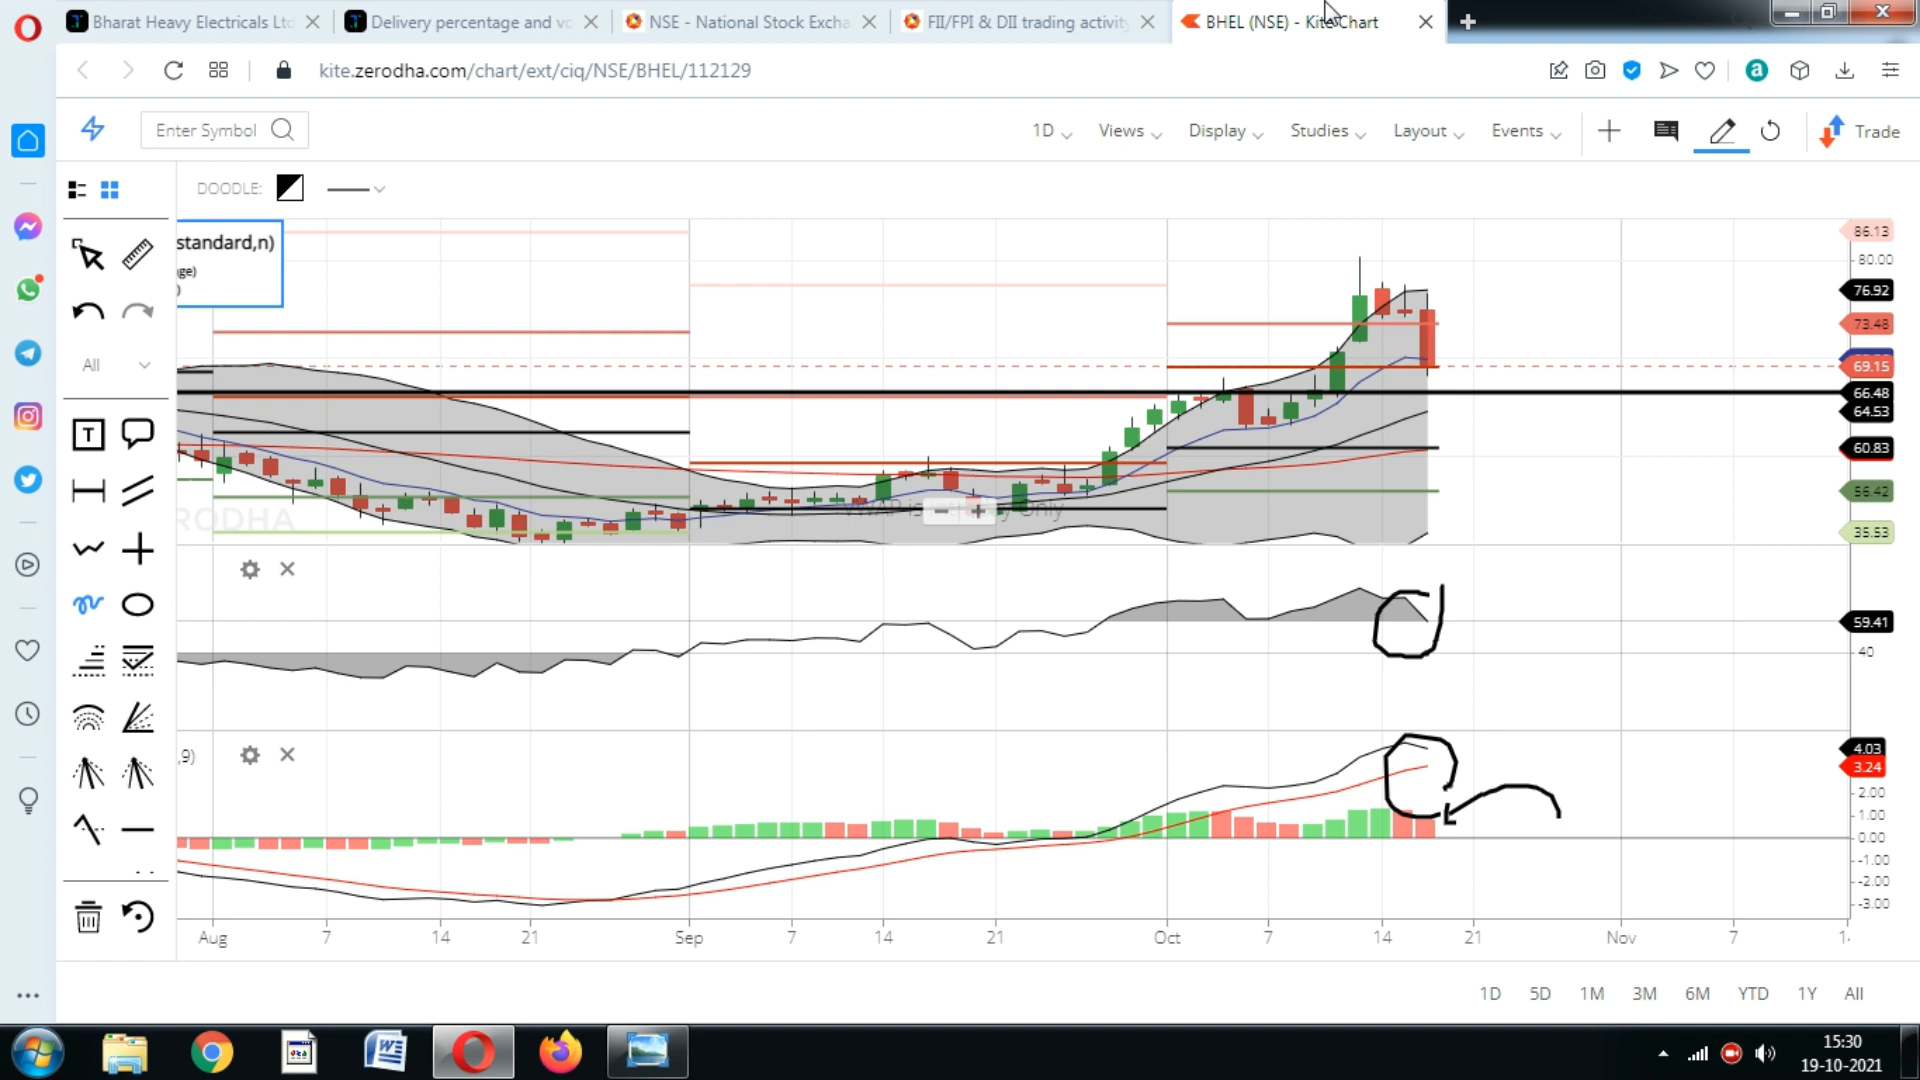 Bharat Heavy Electricals Ltd
Delivery percentage and vo
NSE - National Stock Excha
FII/FPI & DII trading activity
BHEL (NSE) - Kite Chart
kite.zerodha.com/chart/ext/ciq/NSE/BHEL/112129
a
Enter Symbol
1D
Views
Display
Studies
Layout
Events
Trade
DOODLE:
standard,n)
ge)
)
All
T
RODHA
86.13
80.00
76.92
73.48
69.15
66.48
64.53
60.83
56.42
35.53
59.41
40
,9)
4.03
3.24
2.00
1.00
0.00
-1.00
-2.00
-3.00
Aug 7 14 21 Sep 7 14 21 Oct 7 14 21 Nov 7
1D 5D 1M 3M 6M YTD 1Y All
15:30
19-10-2021